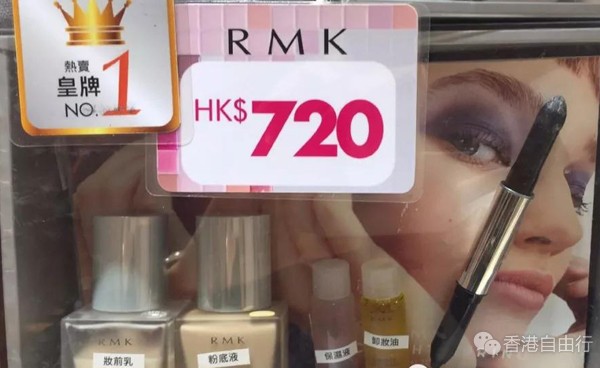 熱賣
皇牌
NO.1
RMK
HK$720
RMK
妝前乳
RMK
粉底液
保濕液
卸妝油
香港自由行